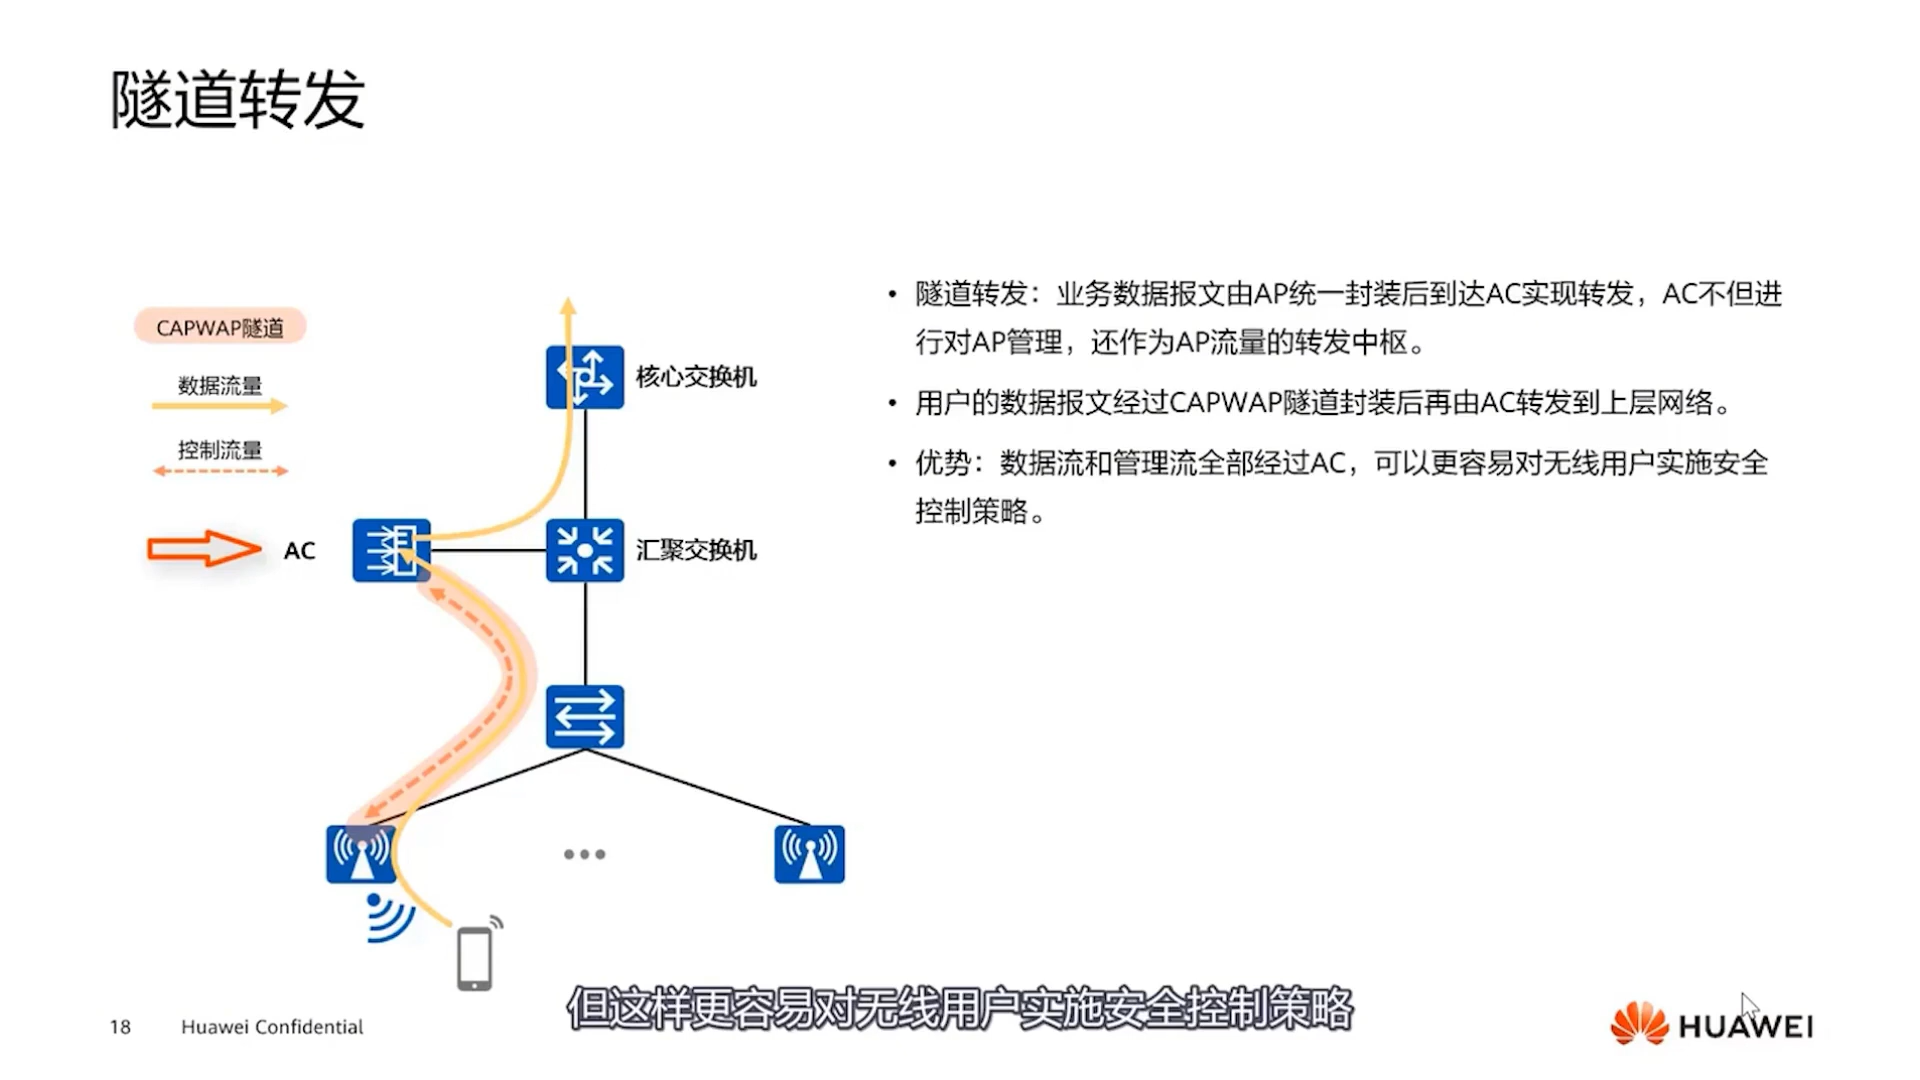 隧道转发
CAPWAP隧道
数据流量
控制流量
AC
核心交换机
汇聚交换机
• 隧道转发：业务数据报文由AP统一封装后到达AC实现转发，AC不但进
行对AP管理，还作为AP流量的转发中枢。
• 用户的数据报文经过CAPWAP隧道封装后再由AC转发到上层网络。
• 优势：数据流和管理流全部经过AC，可以更容易对无线用户实施安全
控制策略。
但这样更容易对无线用户实施安全控制策略
18 Huawei Confidential
HUAWEI